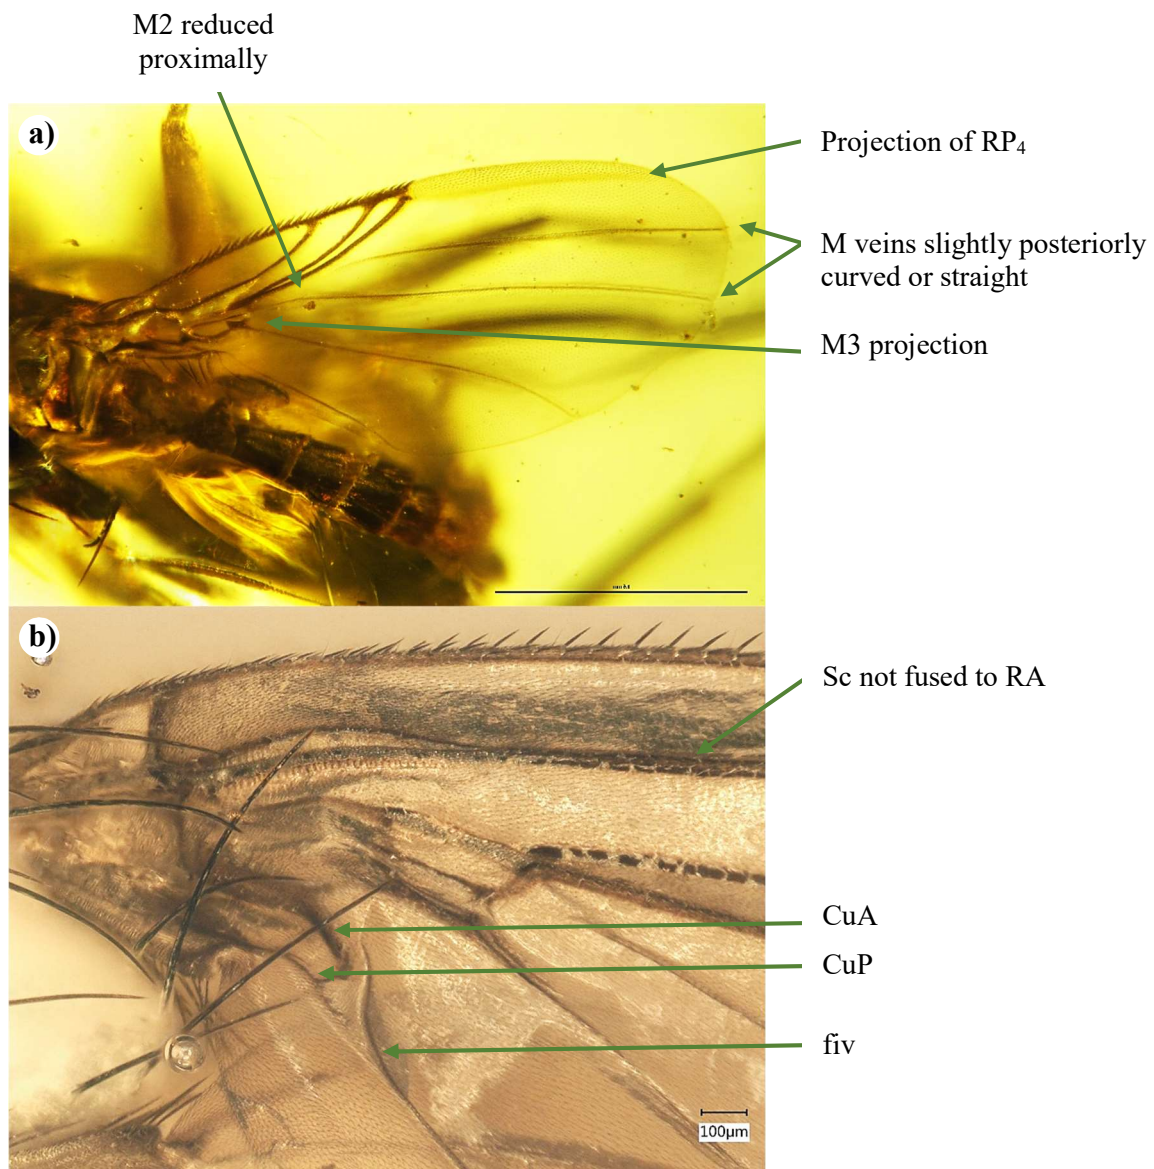 M2 reduced
proximally
a)
Projection of RP₄
M veins slightly posteriorly
curved or straight
M3 projection
b)
Sc not fused to RA
CuA
CuP
fiv
100µm